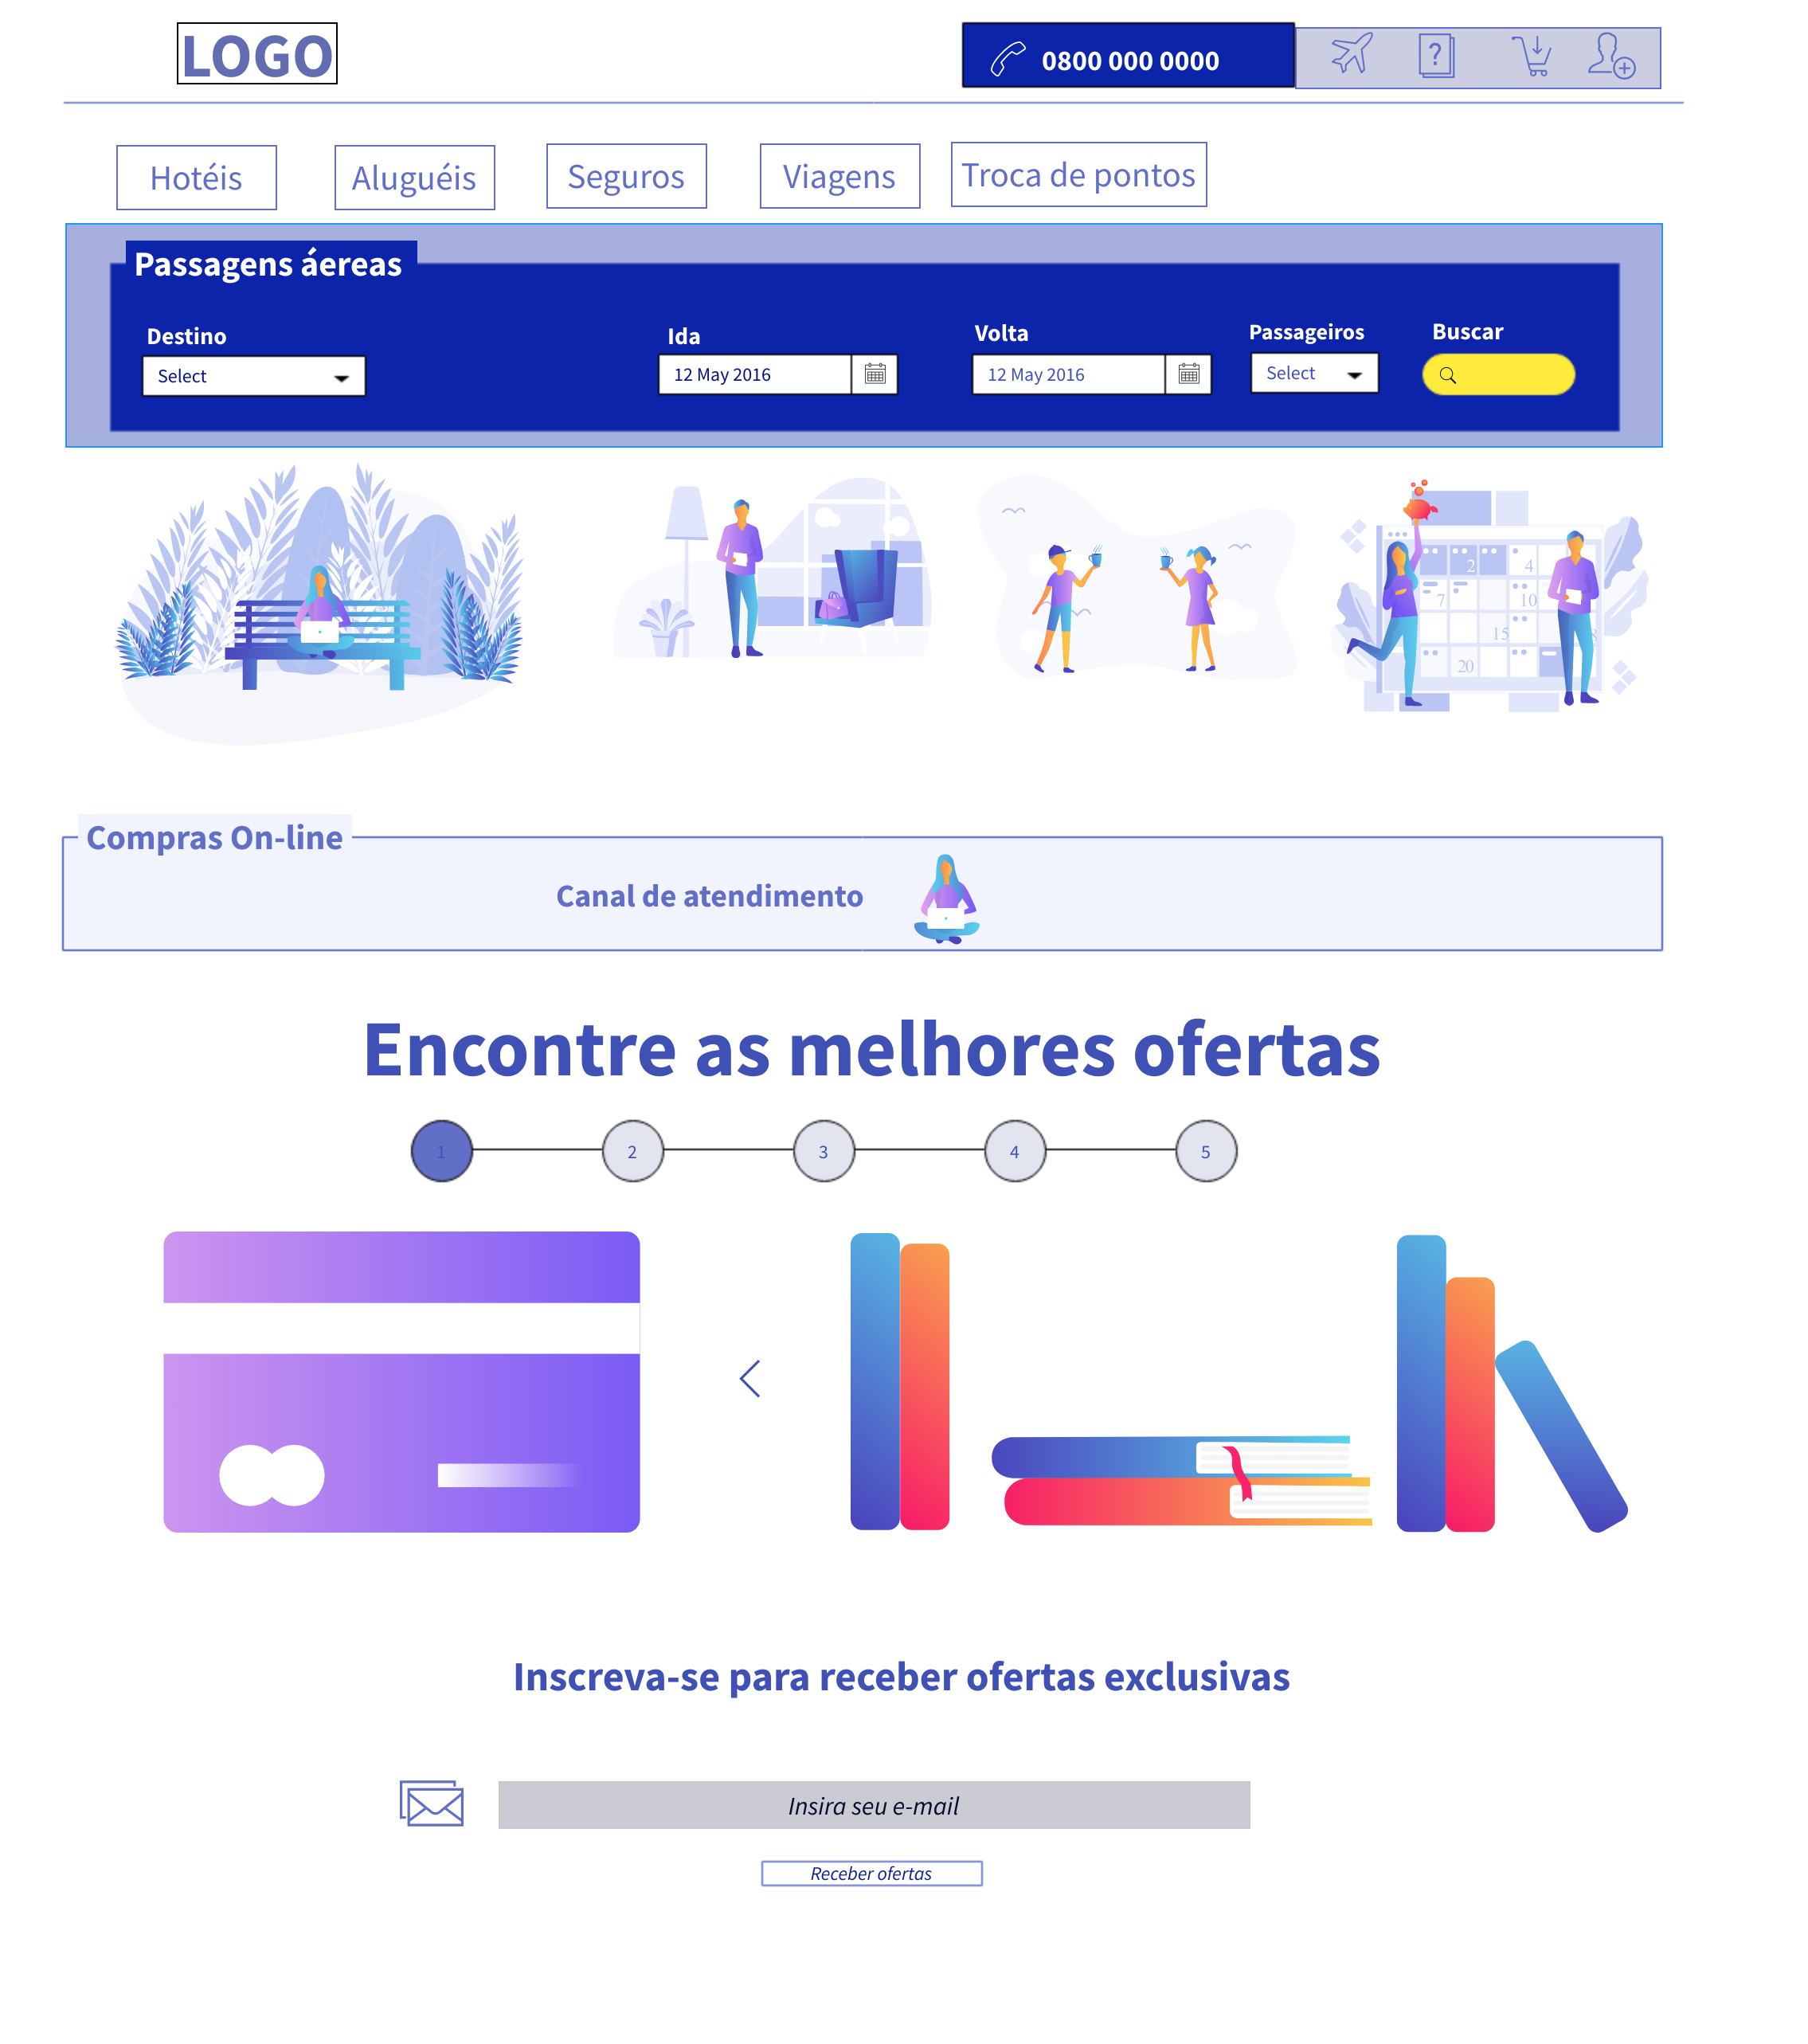 LOGO
0800 000 0000
?
Hotéis
Aluguéis
Seguros
Viagens
Troca de pontos
Passagens áereas
Destino
Ida
Volta
Passageiros
Buscar
Select
12 May 2016
12 May 2016
Select
2
4
7
10
15
8
20
Compras On-line
Canal de atendimento
Encontre as melhores ofertas
1
2
3
4
5
Inscreva-se para receber ofertas exclusivas
Insira seu e-mail
Receber ofertas